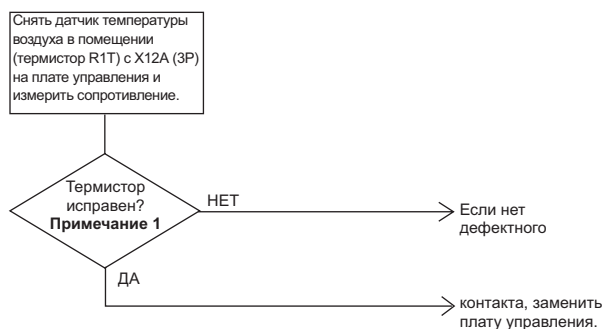 Снять датчик температуры
воздуха в помещении
(термистор R1T) с X12A (3P)
на плате управления и
измерить сопротивление.
Термистор
исправен?
Примечание 1
НЕТ
Если нет
дефектного
ДА
контакта, заменить
плату управления.